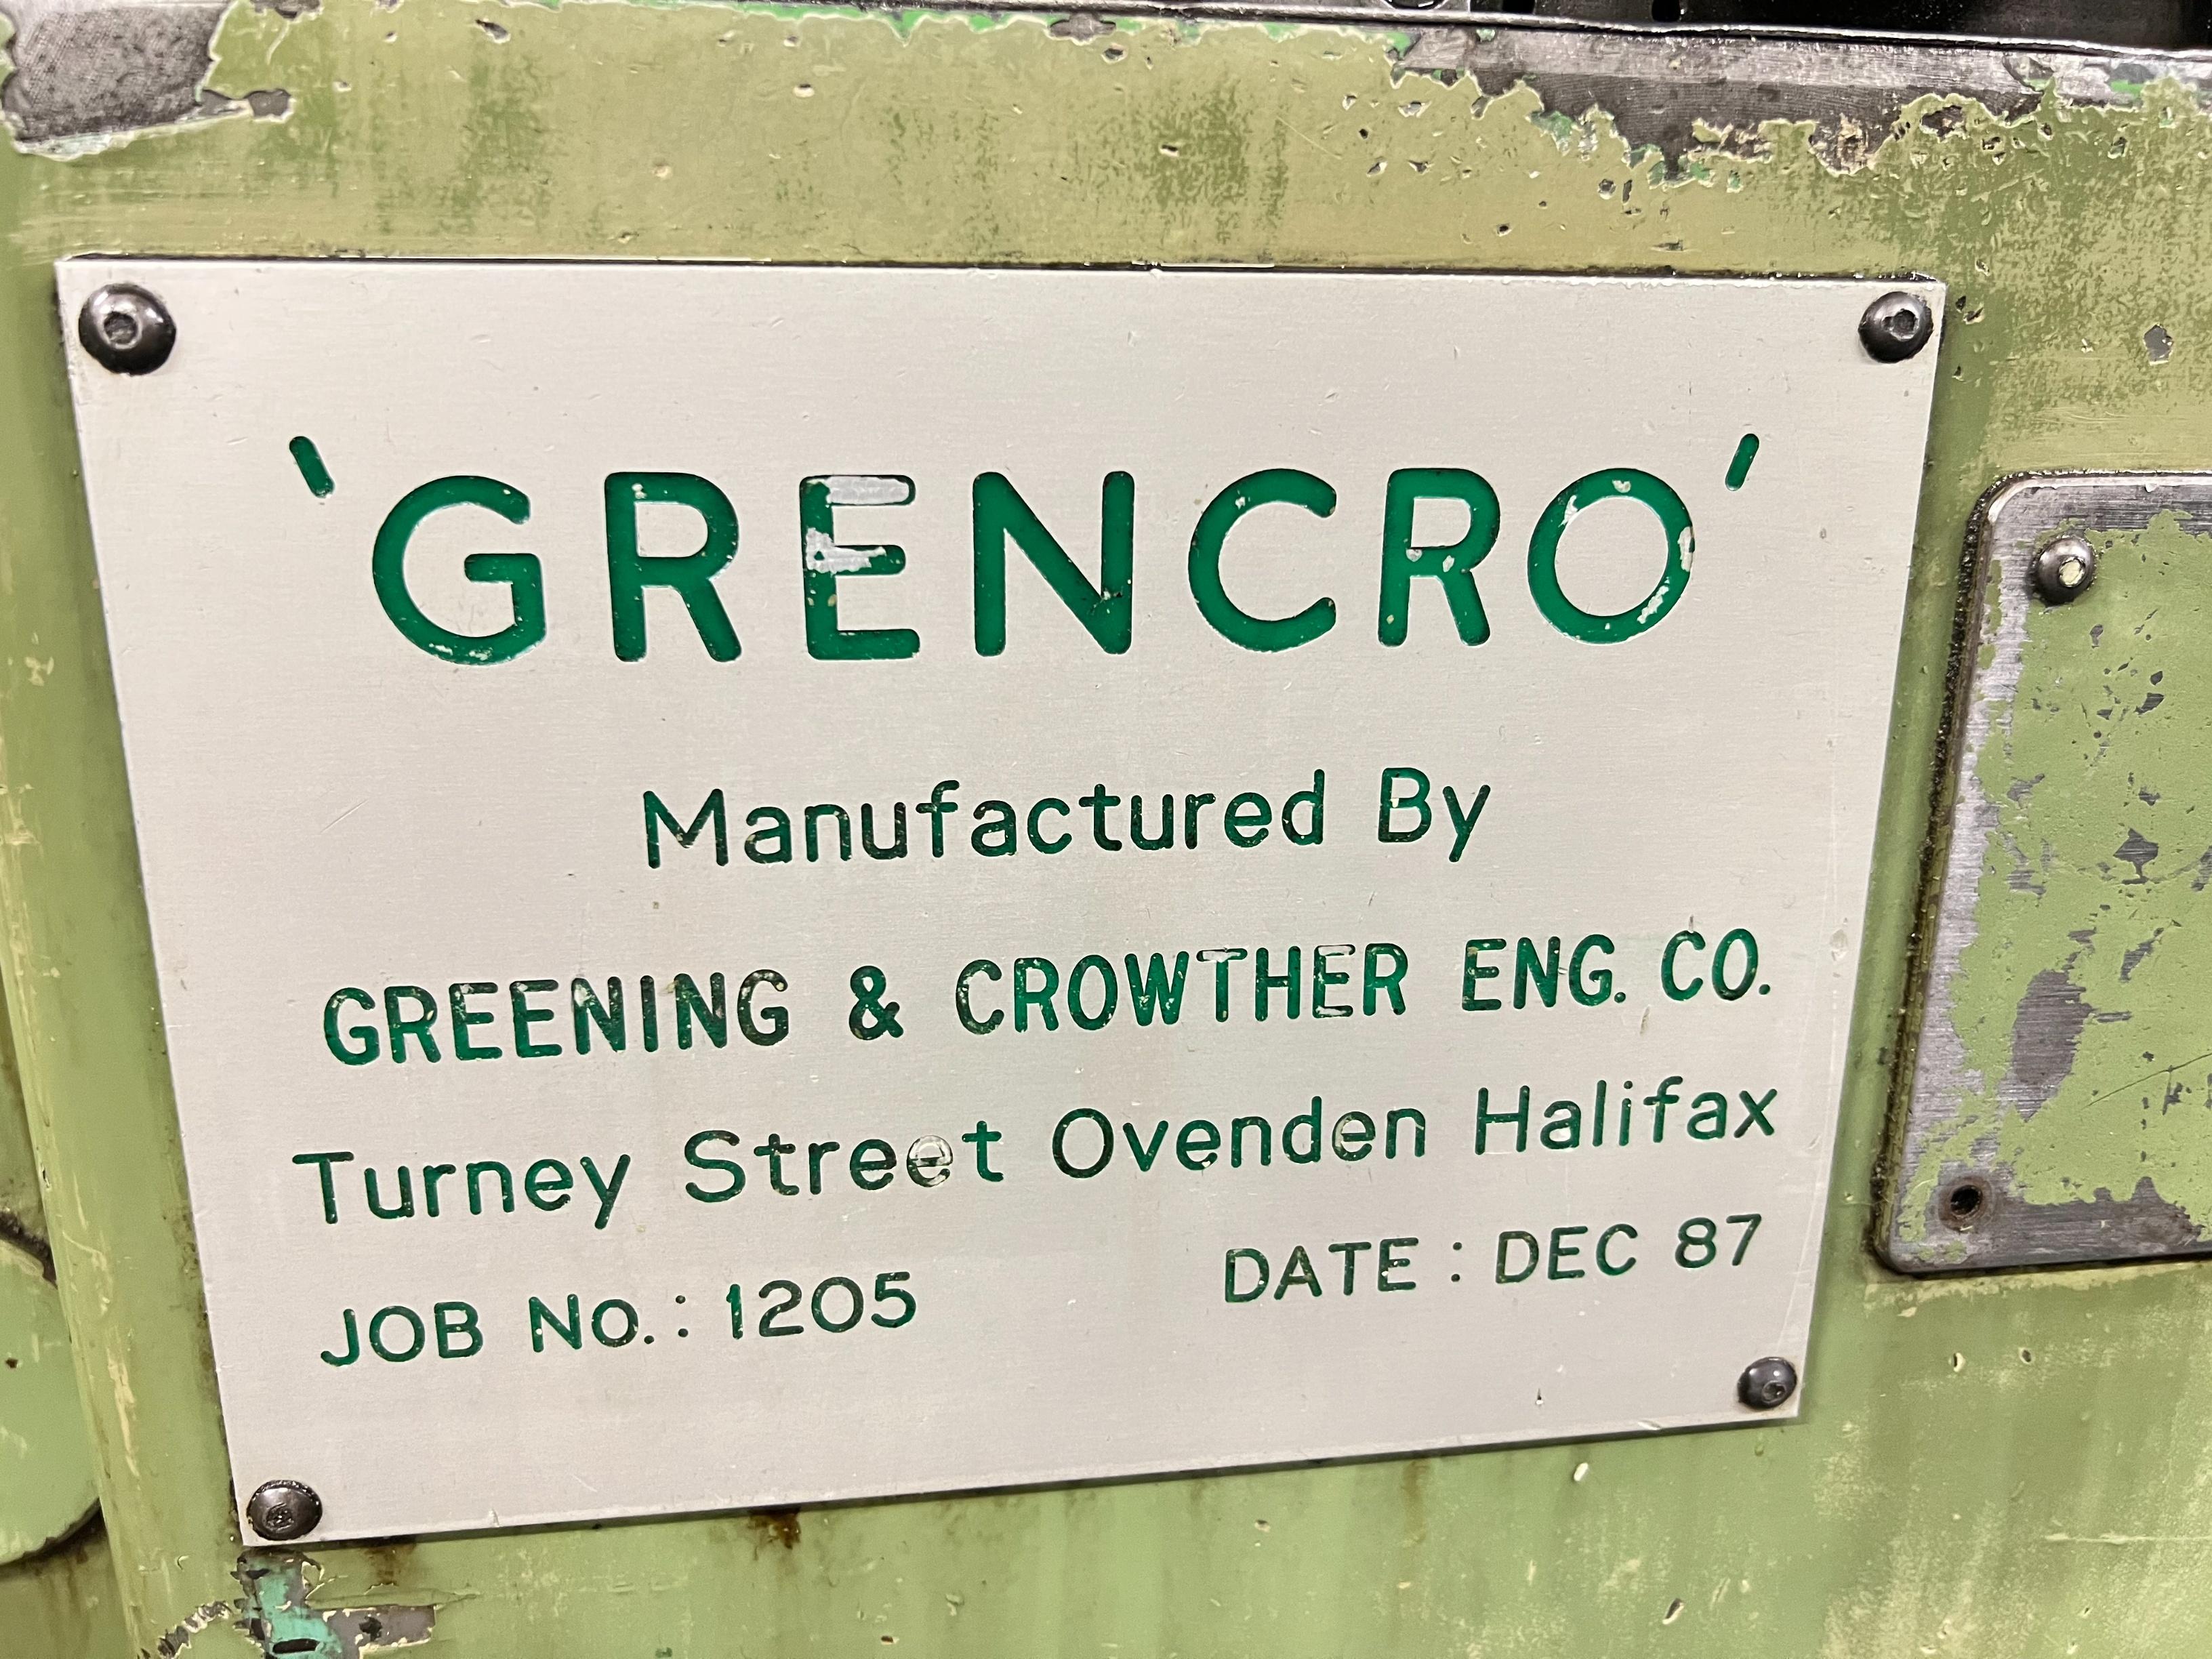 'GRENCRO'
Manufactured By
GREENING & CROWTHER ENG. CO.
Turney Street Ovenden Halifax
JOB No.: 1205 DATE : DEC 87